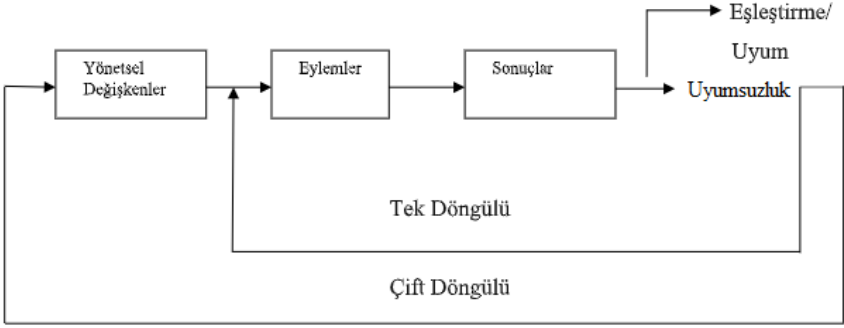 Eşleştirme/
Uyum
Yönetsel
Değişkenler
Eylemler
Sonuçlar
Uyumsuzluk
Tek Döngülü
Çift Döngülü